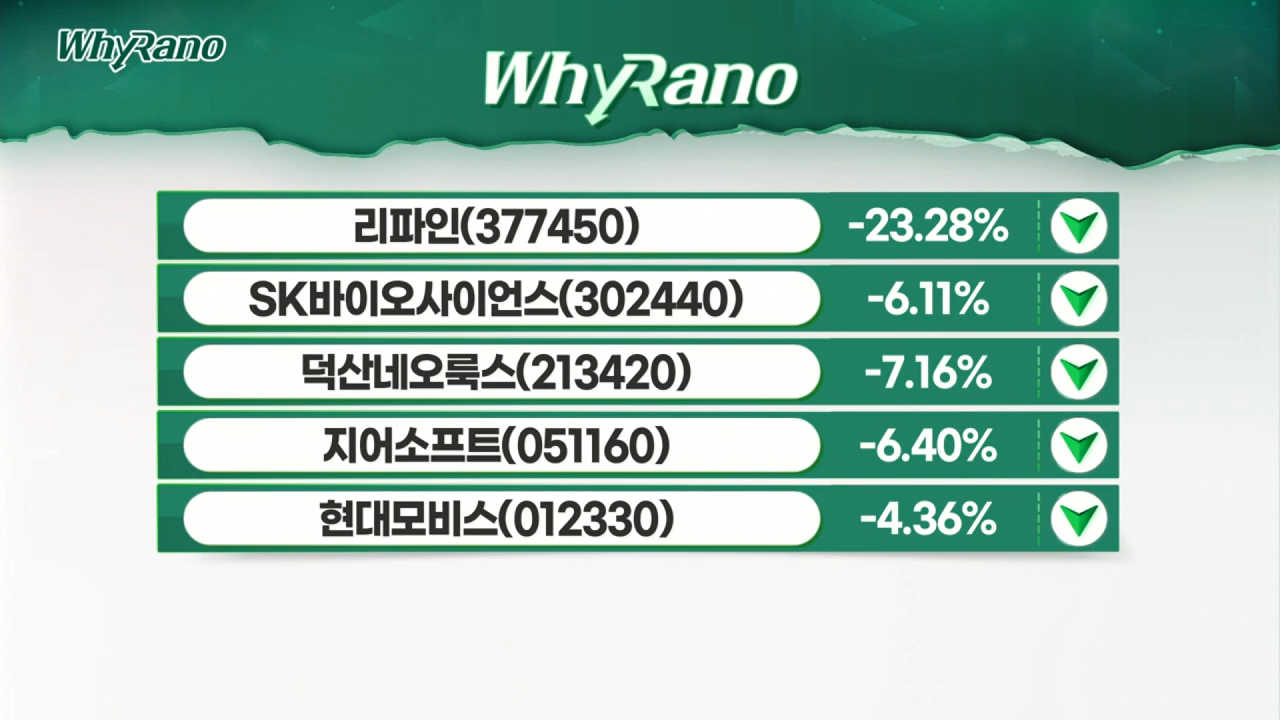 WhyRano
WhyRano
리파인(377450) -23.28%
SK바이오사이언스(302440) -6.11%
덕산네오룩스(213420) -7.16%
지어소프트(051160) -6.40%
현대모비스(012330) -4.36%